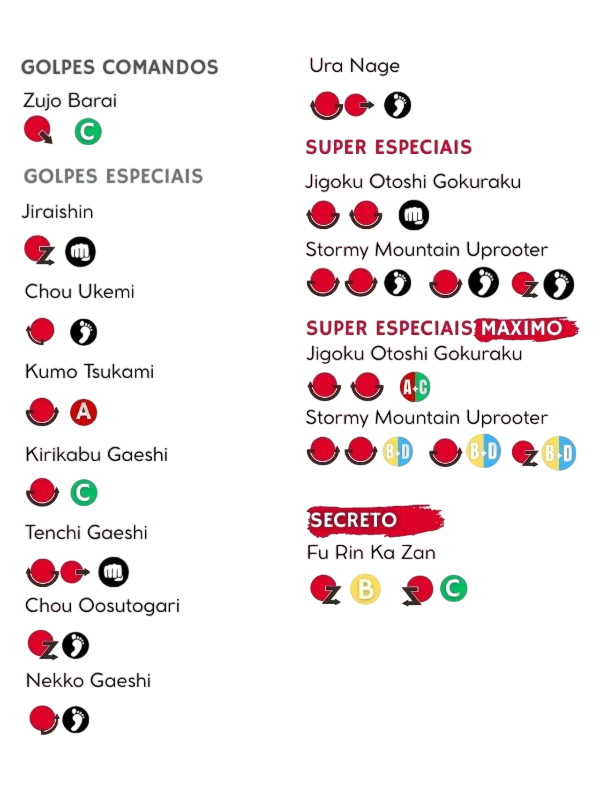 GOLPES COMANDOS
Zujo Barai
C
GOLPES ESPECIAIS
Jiraishin
Chou Ukemi
Kumo Tsukami
A
Kirikabu Gaeshi
C
Tenchi Gaeshi
Chou Oosutogari
Nekko Gaeshi
Ura Nage
SUPER ESPECIAIS
Jigoku Otoshi Gokuraku
Stormy Mountain Uprooter
SUPER ESPECIAIS MAXIMO
Jigoku Otoshi Gokuraku
A+C
Stormy Mountain Uprooter
B+D B+D B+D
SECRETO
Fu Rin Ka Zan
B C